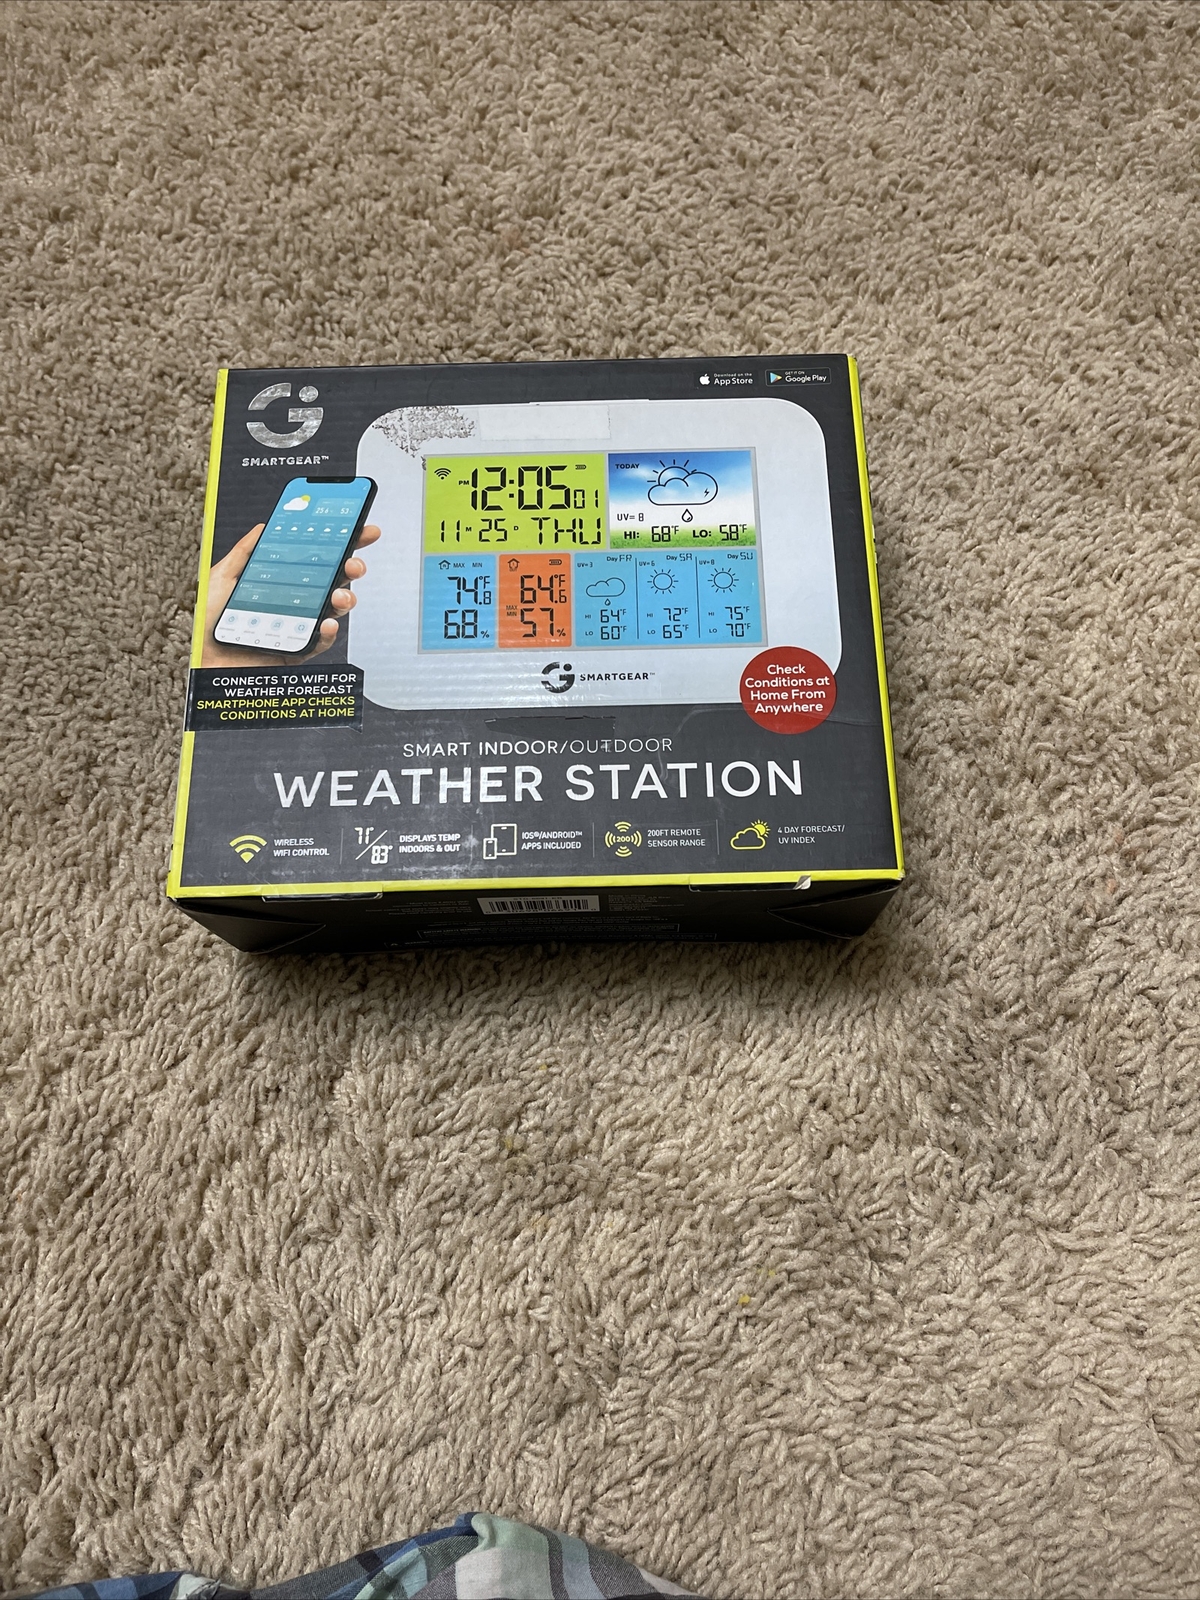 Download on the
App Store
GET IT ON
Google Play
SMARTGEAR™
PM 12:05 01
11 M 25 D THU
TODAY
UV= 8
HI: 68°F LO: 58°F
MAX MIN
74.8°F
68%
64.6°F
MAX
MIN
57%
Day FR
UV= 3
HI 64°F
LO 60°F
Day SA
UV= 6
HI 72°F
LO 65°F
Day SU
UV= 8
HI 75°F
LO 70°F
SMARTGEAR™
CONNECTS TO WIFI FOR
WEATHER FORECAST
SMARTPHONE APP CHECKS
CONDITIONS AT HOME
Check
Conditions at
Home From
Anywhere
SMART INDOOR/OUTDOOR
WEATHER STATION
WIRELESS
WIFI CONTROL
71°/83°
DISPLAYS TEMP
INDOORS & OUT
IOS®/ANDROID™
APPS INCLUDED
(200)
200FT REMOTE
SENSOR RANGE
4 DAY FORECAST/
UV INDEX